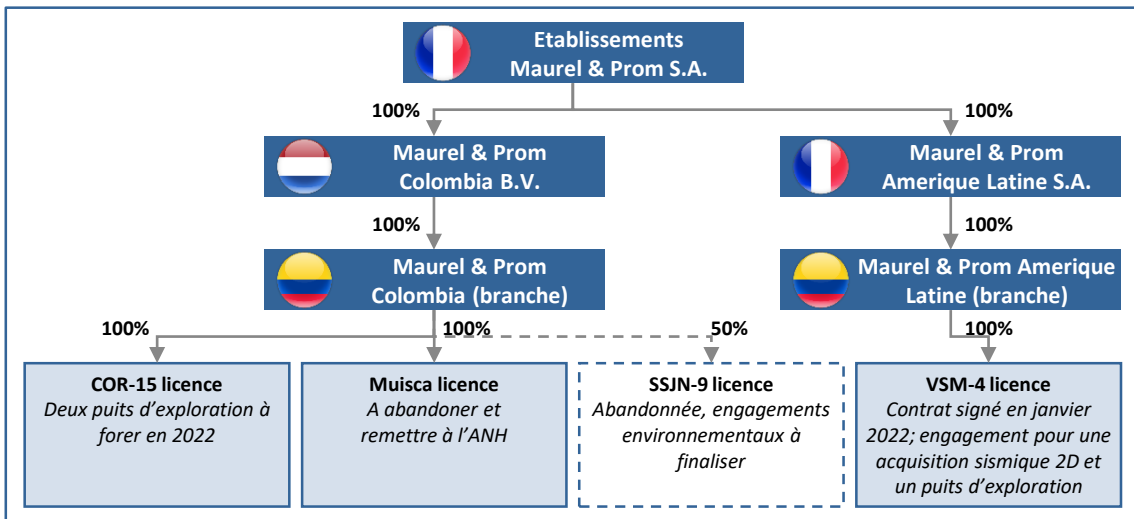 Etablissements
Maurel & Prom S.A.
100%
100%
Maurel & Prom
Colombia B.V.
Maurel & Prom
Amerique Latine S.A.
100%
100%
Maurel & Prom
Colombia (branche)
Maurel & Prom Amerique
Latine (branche)
100%
100%
50%
100%
COR-15 licence
Deux puits d’exploration à
forer en 2022
Muisca licence
A abandoner et
remettre à l’ANH
SSJN-9 licence
Abandonnée, engagements
environnementaux à
finaliser
VSM-4 licence
Contrat signé en janvier
2022; engagement pour une
acquisition sismique 2D et
un puits d’exploration